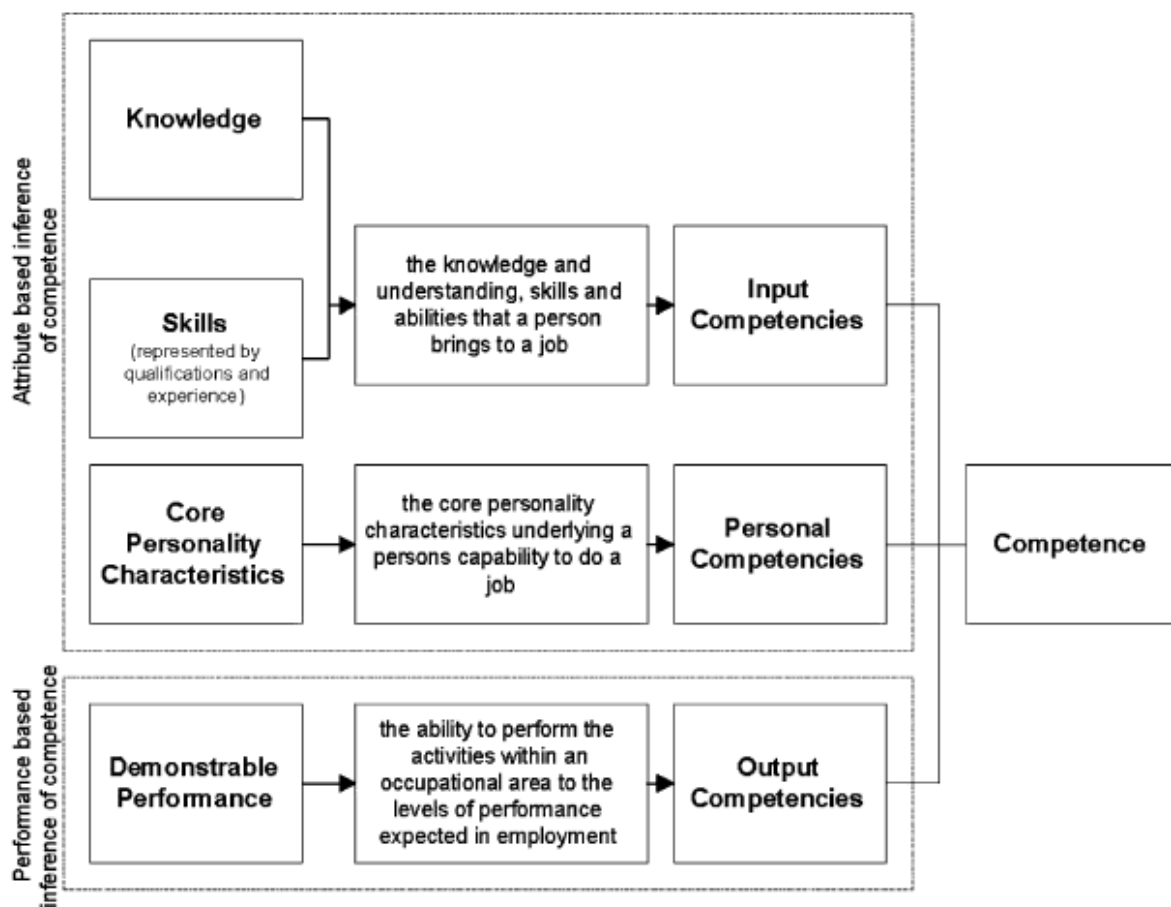 Attribute based inference
of competence
Knowledge
Skills
(represented by
qualifications and
experience)
the knowledge and
understanding, skills and
abilities that a person
brings to a job
Input
Competencies
Core
Personality
Characteristics
the core personality
characteristics underlying a
persons capability to do a
job
Personal
Competencies
Competence
Performance based
inference of competence
Demonstrable
Performance
the ability to perform the
activities within an
occupational area to the
levels of performance
expected in employment
Output
Competencies